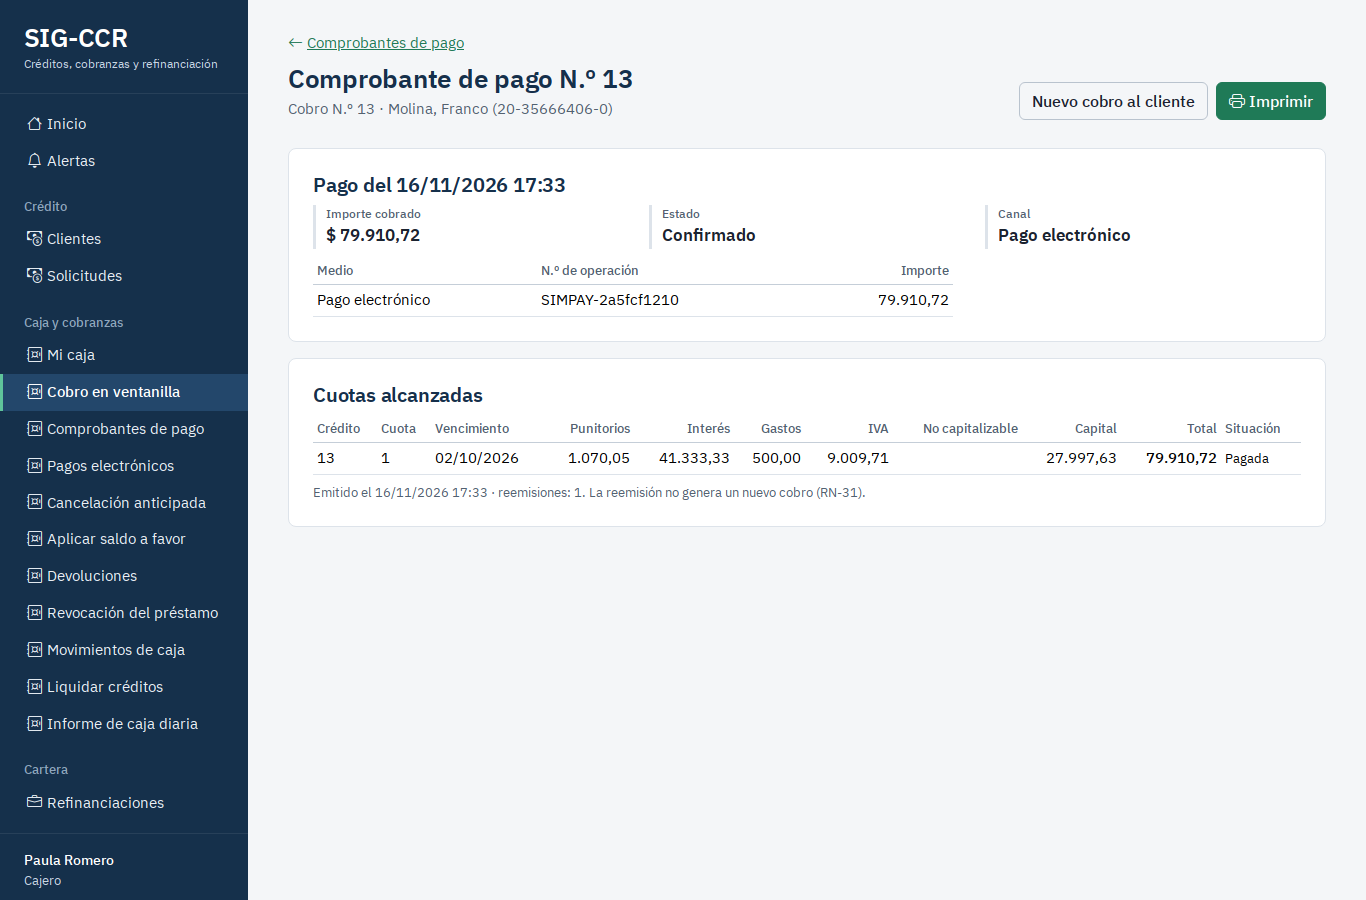 SIG-CCR
Créditos, cobranzas y refinanciación
Inicio
Alertas
Crédito
Clientes
Solicitudes
Caja y cobranzas
Mi caja
Cobro en ventanilla
Comprobantes de pago
Pagos electrónicos
Cancelación anticipada
Aplicar saldo a favor
Devoluciones
Revocación del préstamo
Movimientos de caja
Liquidar créditos
Informe de caja diaria
Cartera
Refinanciaciones
Paula Romero
Cajero
← Comprobantes de pago
Comprobante de pago N.º 13
Cobro N.º 13 · Molina, Franco (20-35666406-0)
Nuevo cobro al cliente
Imprimir
Pago del 16/11/2026 17:33
Importe cobrado Estado Canal
$ 79.910,72 Confirmado Pago electrónico
Medio N.º de operación Importe
Pago electrónico SIMPAY-2a5fcf1210 79.910,72
Cuotas alcanzadas
Crédito Cuota Vencimiento Punitorios Interés Gastos IVA No capitalizable Capital Total Situación
13 1 02/10/2026 1.070,05 41.333,33 500,00 9.009,71 27.997,63 79.910,72 Pagada
Emitido el 16/11/2026 17:33 · reemisiones: 1. La reemisión no genera un nuevo cobro (RN-31).